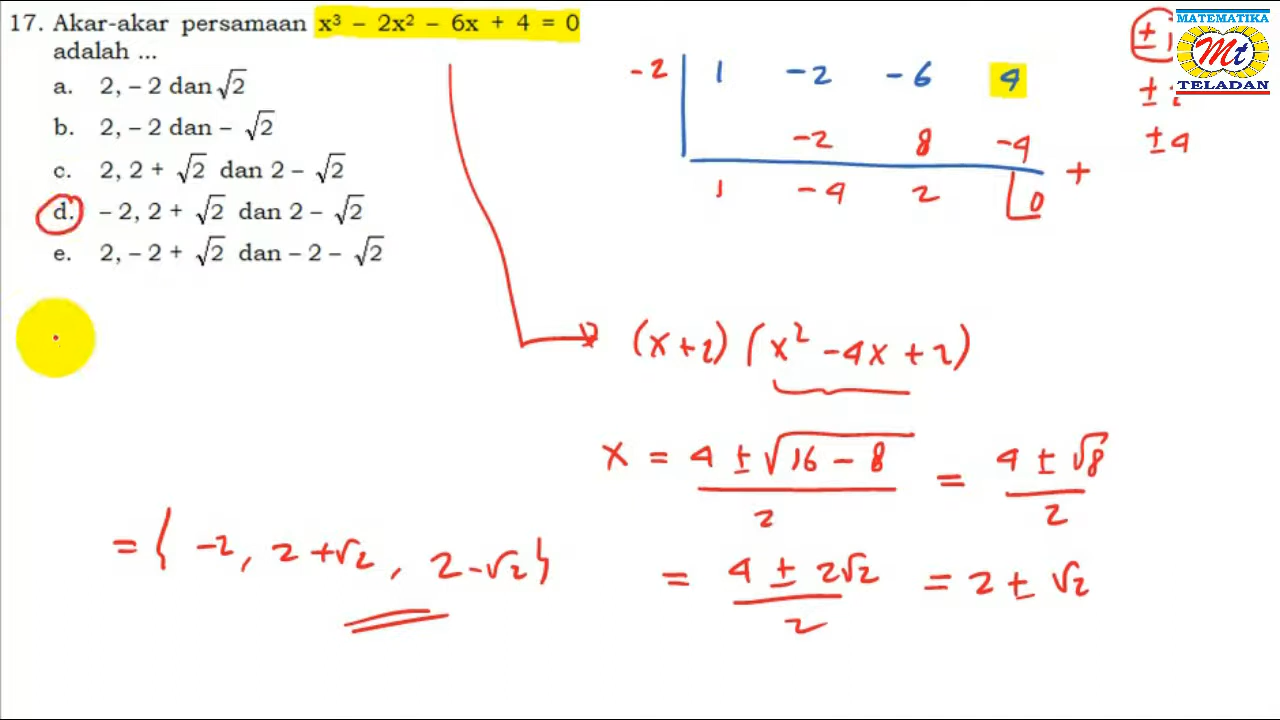 17. Akar-akar persamaan x³ − 2x² − 6x + 4 = 0
adalah ...
a. 2, − 2 dan √2
b. 2, − 2 dan − √2
c. 2, 2 + √2 dan 2 − √2
d. − 2, 2 + √2 dan 2 − √2
e. 2, − 2 + √2 dan − 2 − √2
-2 | 1 -2 -6 4
-2 8 -4 +
1 -4 2 0
±
±
±4
MATEMATIKA
Mt
TELADAN
(x+2) (x² - 4x + 2)
x = (4 ± √(16 - 8))/2 = (4 ± √8)/2
= (4 ± 2√2)/2 = 2 ± √2
= { -2, 2+√2, 2-√2 }